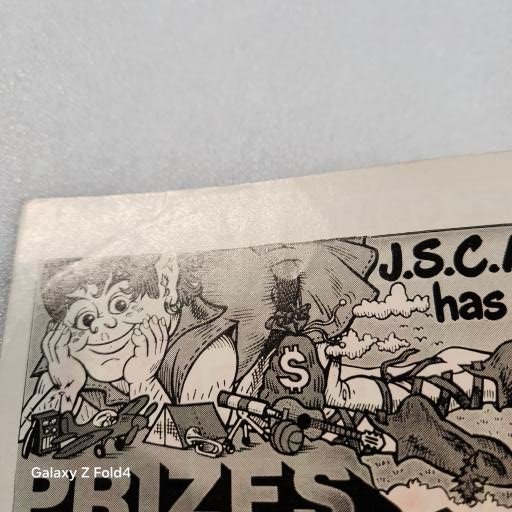 J.S.C.
has
$
Galaxy Z Fold4
PRIZES